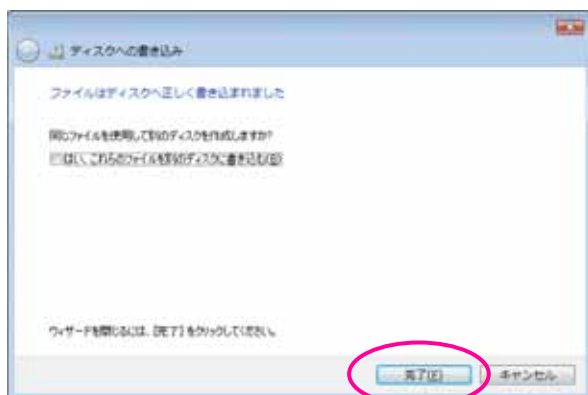 ディスクへの書き込み
ファイルはディスクへ正しく書き込まれました
同じファイルを使用して別のディスクを作成しますか?
はい、これらのファイルを別のディスクに書き込む(B)
ウィザードを閉じるには、[完了] をクリックしてください。
完了(F)
キャンセル